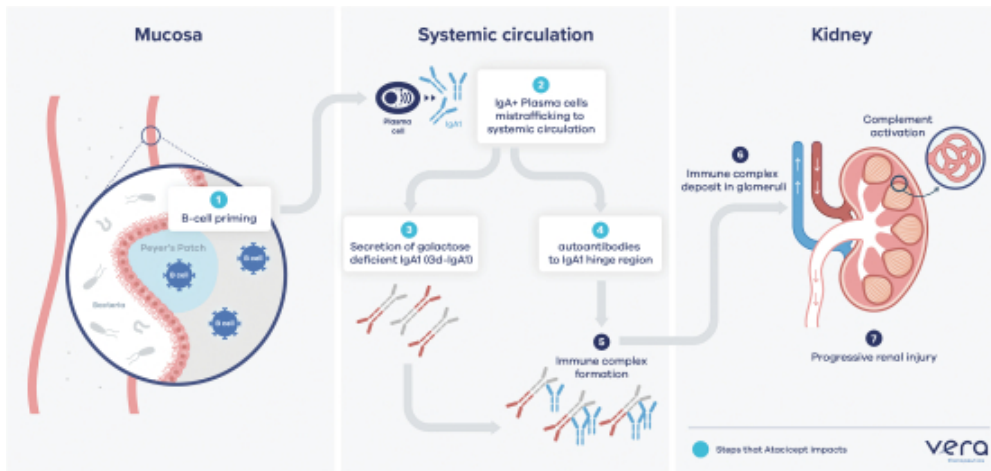 Mucosa
1
B-cell priming
Peyer's Patch
B cell
B cell
B cell
Bacteria
Systemic circulation
Plasma
cell
IgA1
2
IgA+ Plasma cells
mistrafficking to
systemic circulation
3
Secretion of galactose
deficient IgA1 (Gd-IgA1)
4
autoantibodies
to IgA1 hinge region
5
Immune complex
formation
Kidney
6
Immune complex
deposit in glomeruli
Complement
activation
7
Progressive renal injury
Steps that Atacicept impacts
vera